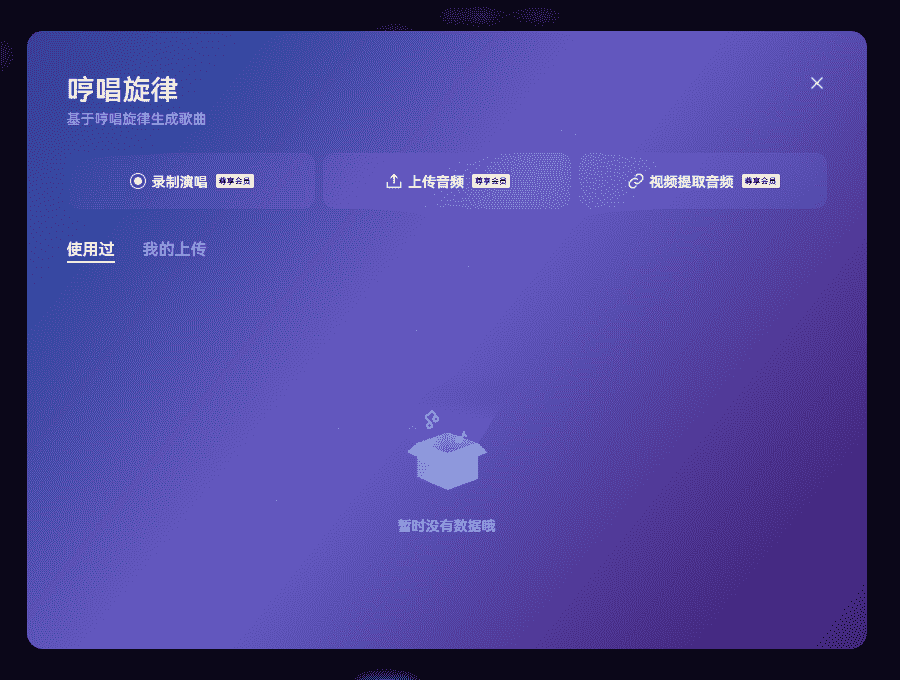 哼唱旋律
基于哼唱旋律生成歌曲
录制演唱 尊享会员
上传音频 尊享会员
视频提取音频 尊享会员
使用过 我的上传
暂时没有数据哦